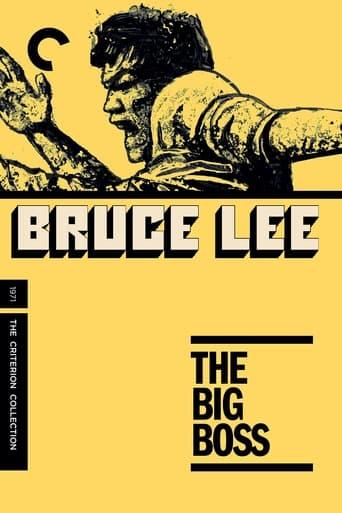 BRUCE LEE
1971
THE CRITERION COLLECTION
THE
BIG
BOSS